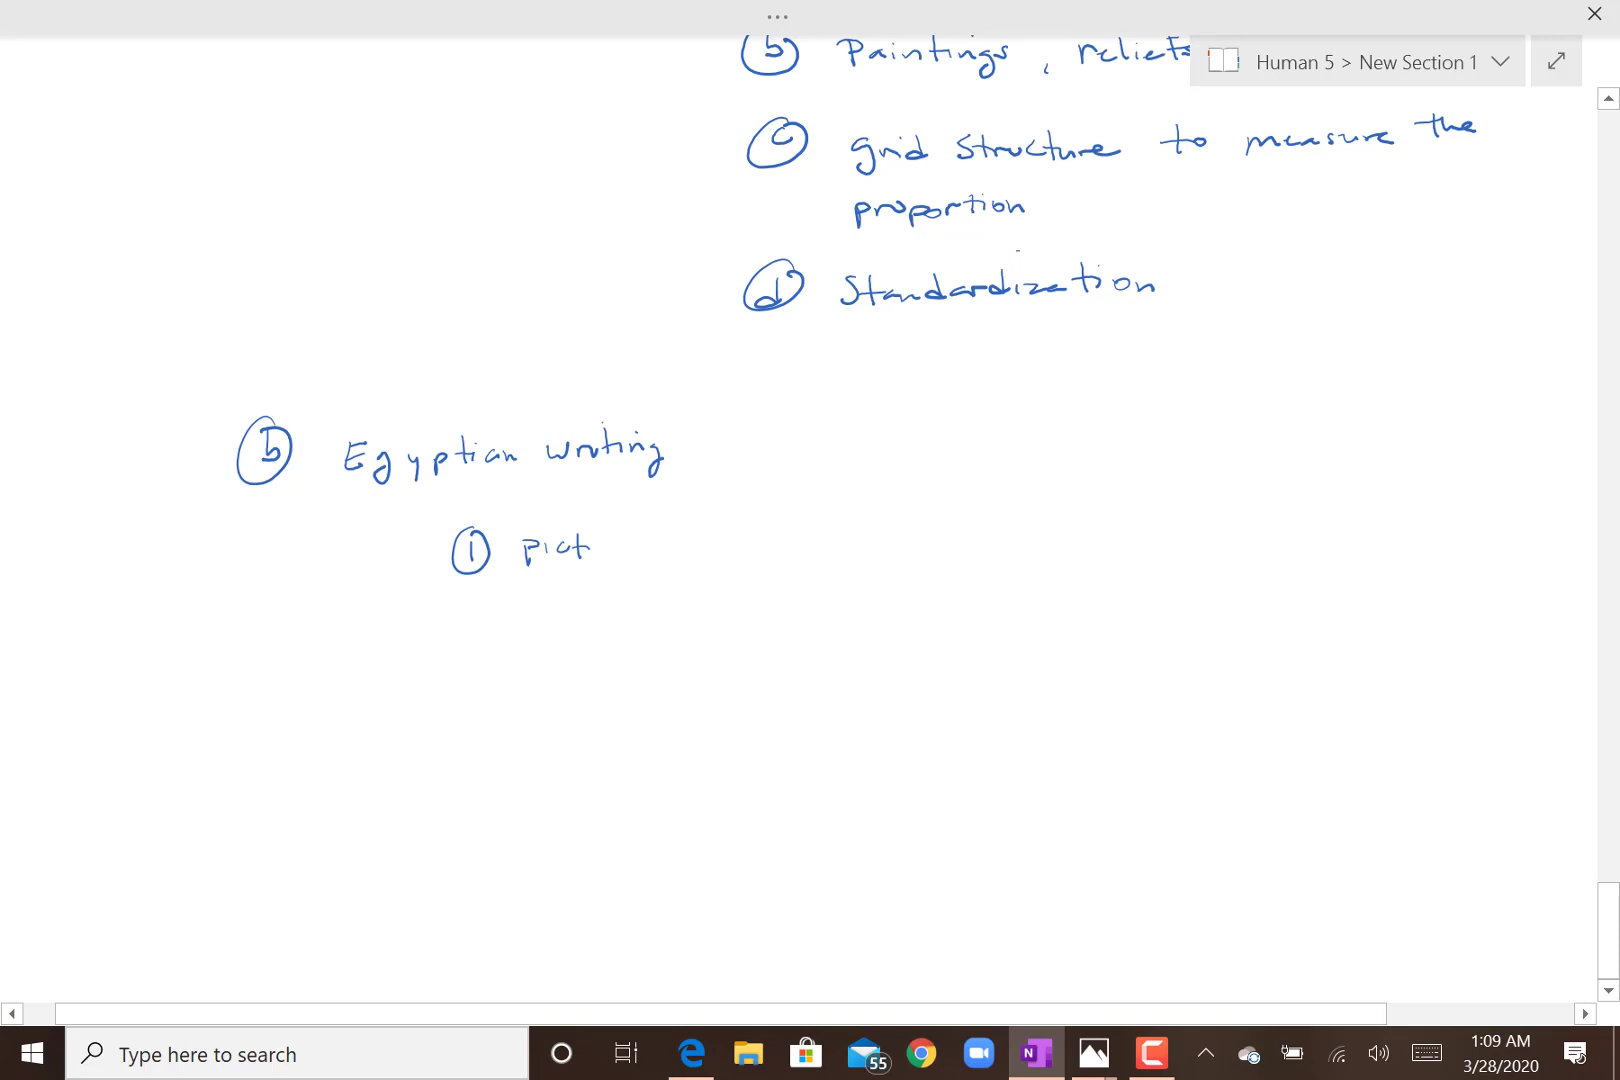 ⓑ Paintings, reliefs
Human 5 > New Section 1
ⓒ grid structure to measure the
proportion
ⓓ Standardization
ⓑ Egyptian writing
① pict
Type here to search
55
N
1:09 AM
3/28/2020